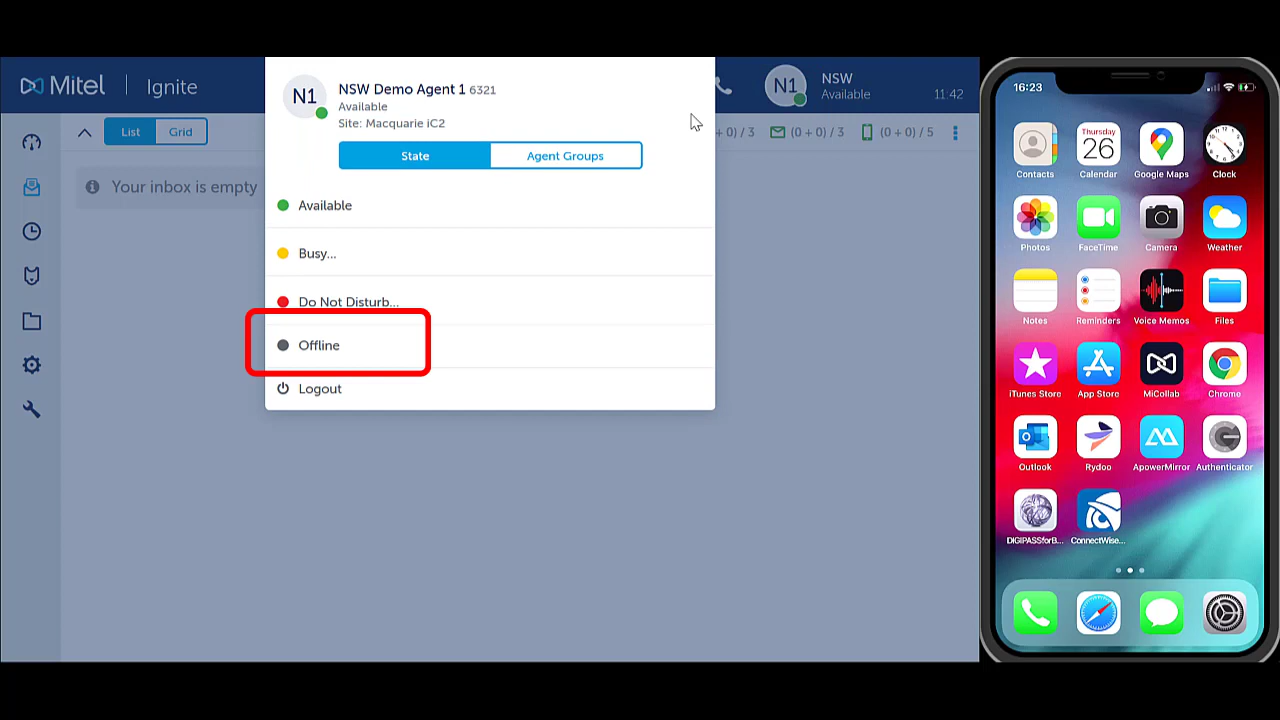 Mitel | Ignite
N1
NSW Demo Agent 1 6321
Available
Site: Macquarie iC2
State
Agent Groups
Available
Busy...
Do Not Disturb...
Offline
Logout
N1
NSW
Available
11:42
List
Grid
+ 0) / 3
(0 + 0) / 3
(0 + 0) / 5
Your inbox is empty
16:23
Contacts
Thursday
26
Calendar
Google Maps
Clock
Photos
FaceTime
Camera
Weather
Notes
Reminders
Voice Memos
Files
iTunes Store
App Store
MiCollab
Chrome
Outlook
Rydoo
ApowerMirror
Authenticator
DIGIPASSforB...
ConnectWise...